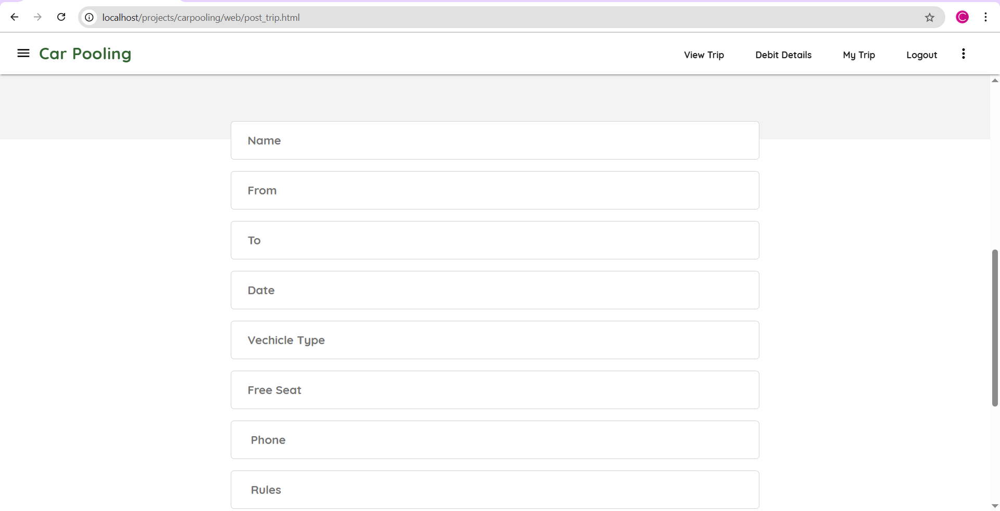 localhost/projects/carpooling/web/post_trip.html
C
Car Pooling
View Trip Debit Details My Trip Logout
Name
From
To
Date
Vechicle Type
Free Seat
Phone
Rules